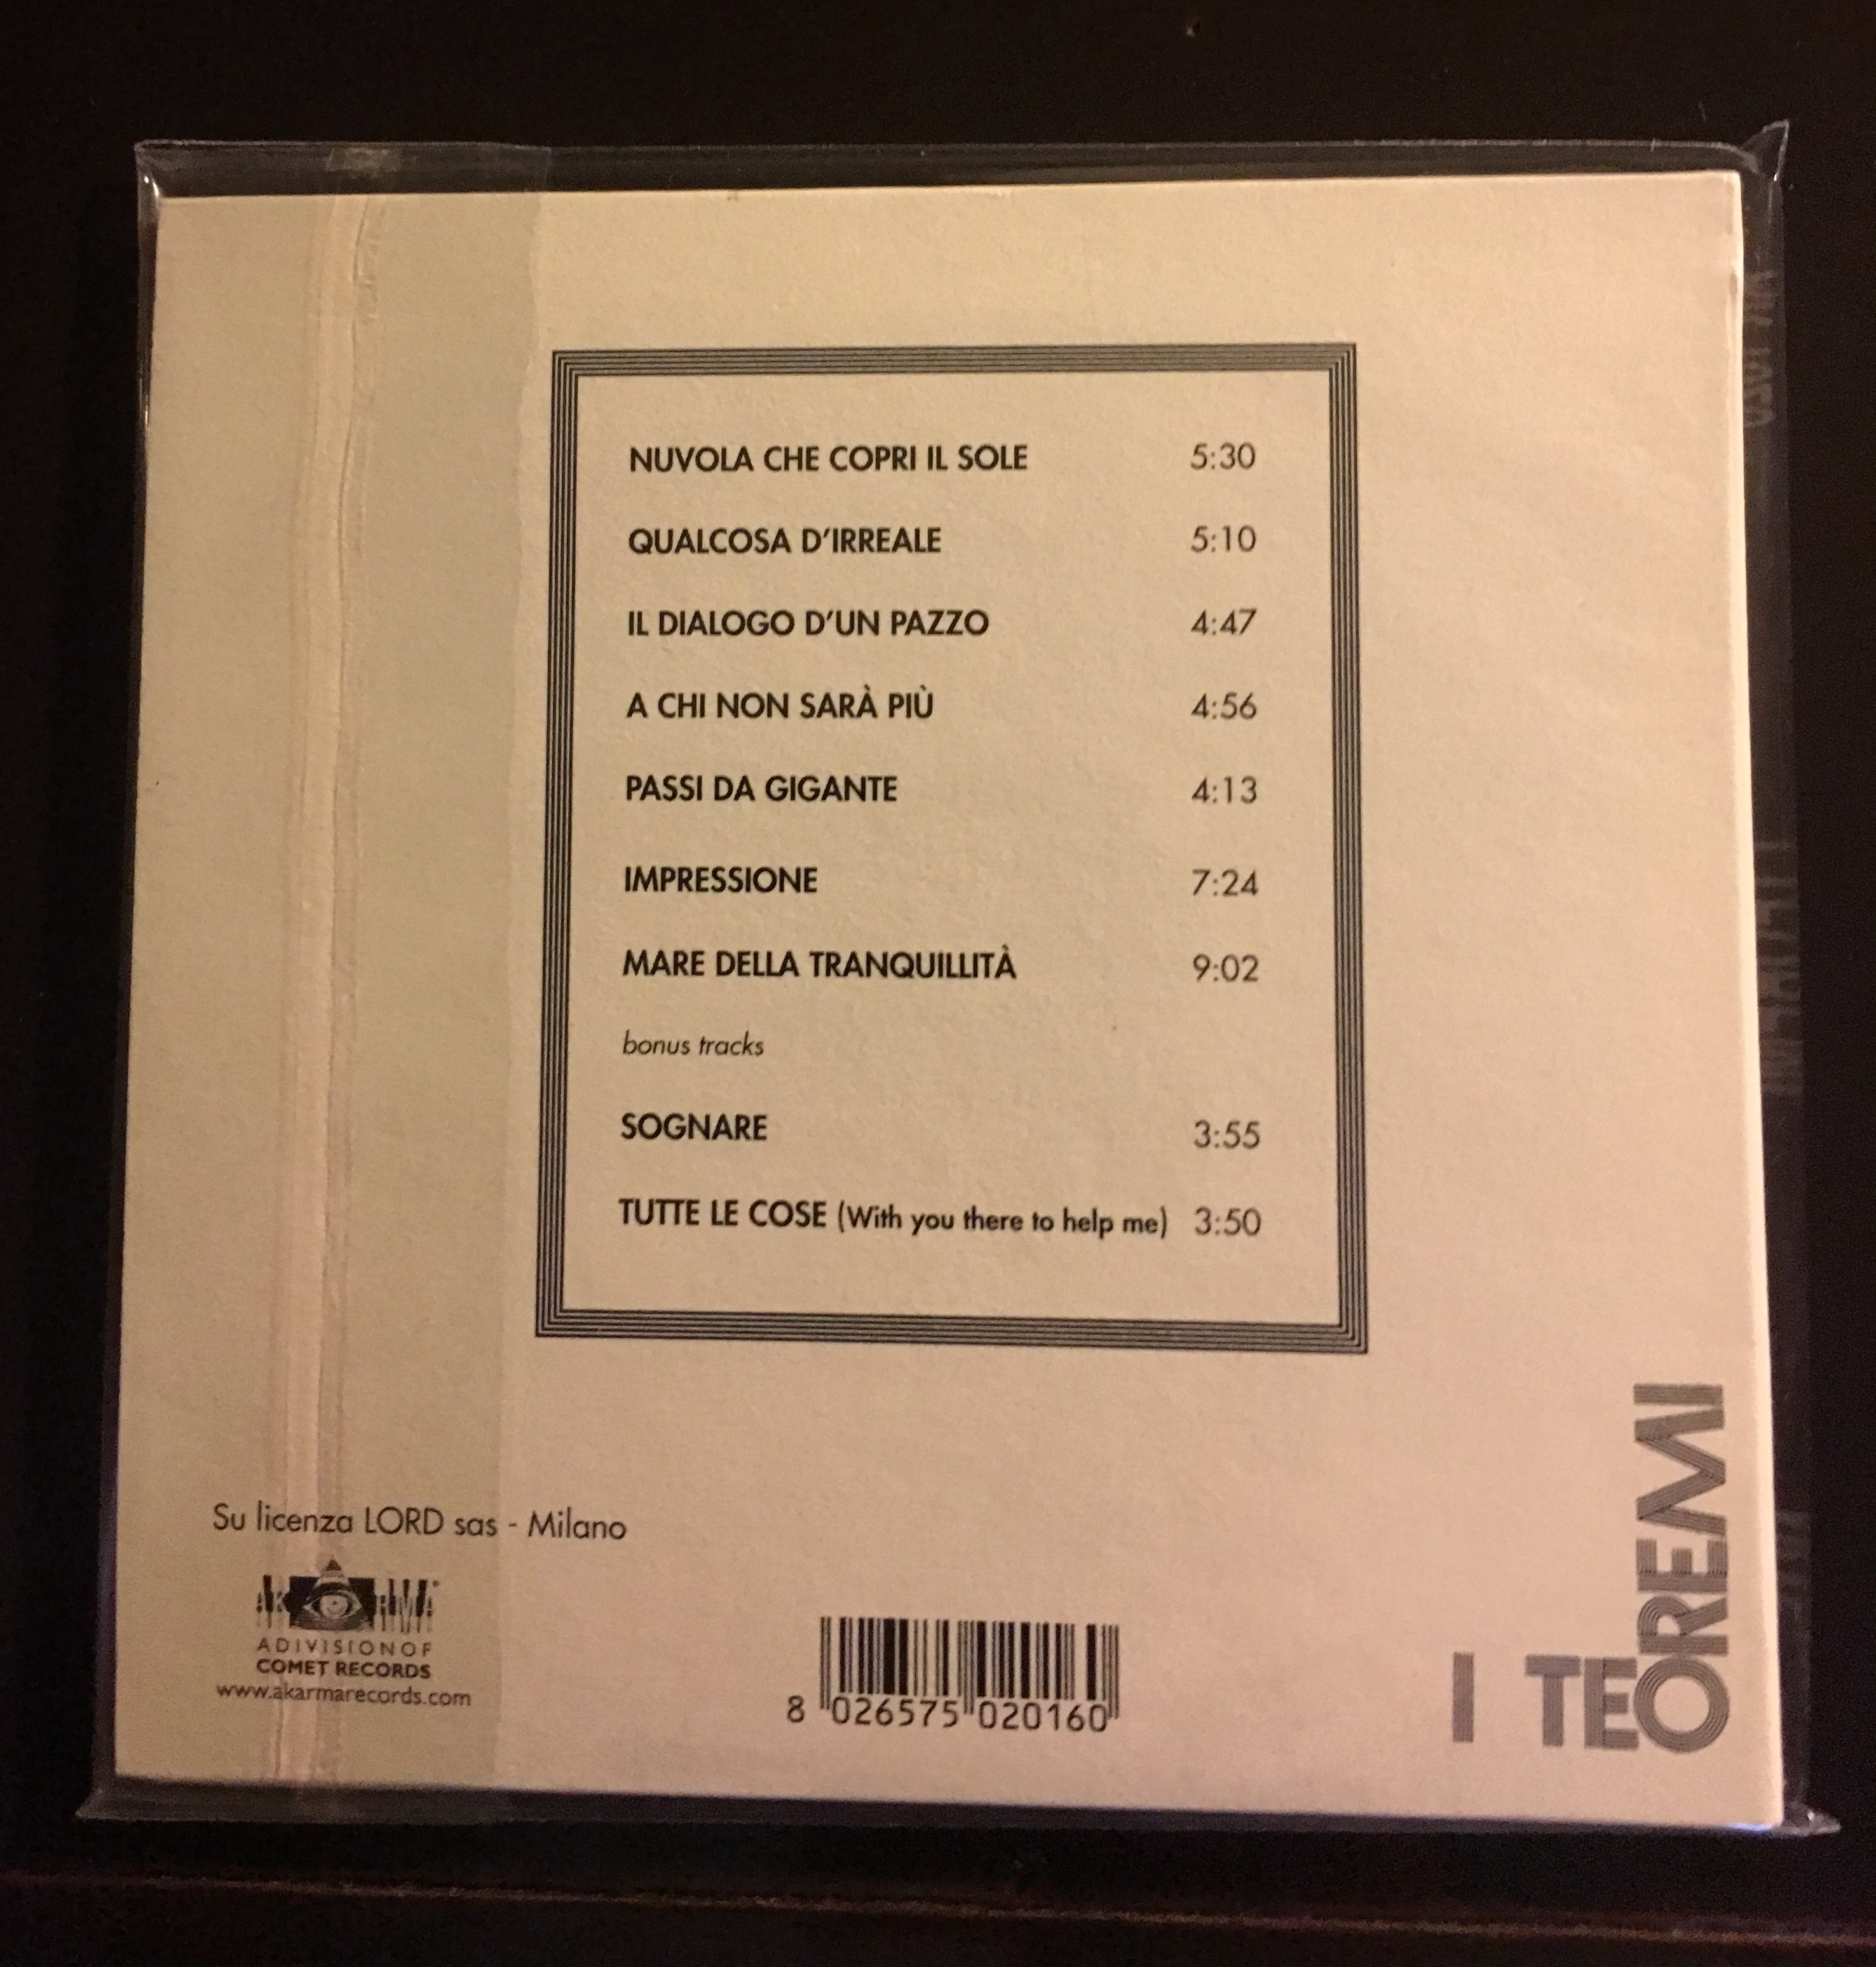 NUVOLA CHE COPRI IL SOLE 5:30
QUALCOSA D'IRREALE 5:10
IL DIALOGO D'UN PAZZO 4:47
A CHI NON SARÀ PIÙ 4:56
PASSI DA GIGANTE 4:13
IMPRESSIONE 7:24
MARE DELLA TRANQUILLITÀ 9:02
bonus tracks
SOGNARE 3:55
TUTTE LE COSE (With you there to help me) 3:50
Su licenza LORD sas - Milano
AKARMA
A DIVISION OF
COMET RECORDS
www.akarmarecords.com
8 026575 020160
I TEOREMI